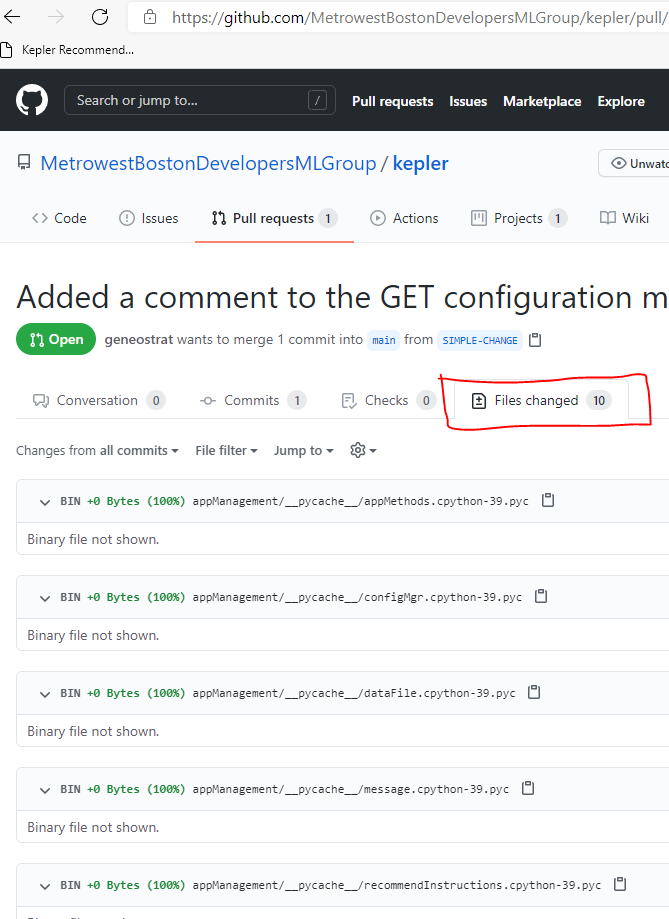 https://github.com/MetrowestBostonDevelopersMLGroup/kepler/pull/
Kepler Recommend...
Search or jump to... / Pull requests Issues Marketplace Explore
MetrowestBostonDevelopersMLGroup / kepler Unwatc
Code Issues Pull requests 1 Actions Projects 1 Wiki
Added a comment to the GET configuration m
Open geneostrat wants to merge 1 commit into main from SIMPLE-CHANGE
Conversation 0 Commits 1 Checks 0 Files changed 10
Changes from all commits File filter Jump to
BIN +0 Bytes (100%) appManagement/__pycache__/appMethods.cpython-39.pyc
Binary file not shown.
BIN +0 Bytes (100%) appManagement/__pycache__/configMgr.cpython-39.pyc
Binary file not shown.
BIN +0 Bytes (100%) appManagement/__pycache__/dataFile.cpython-39.pyc
Binary file not shown.
BIN +0 Bytes (100%) appManagement/__pycache__/message.cpython-39.pyc
Binary file not shown.
BIN +0 Bytes (100%) appManagement/__pycache__/recommendInstructions.cpython-39.pyc